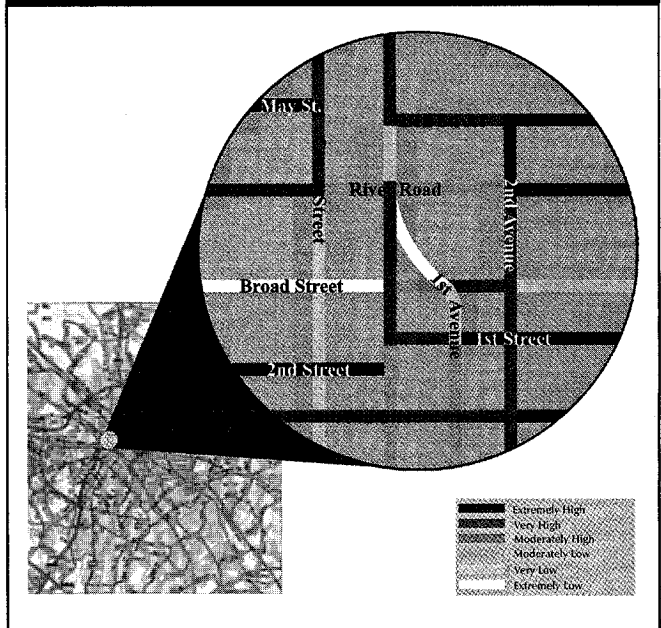 May St.
River Road
Street
2nd Avenue
Broad Street
1st Avenue
1st Street
2nd Street
Extremely High
Very High
Moderately High
Moderately Low
Very Low
Extremely Low